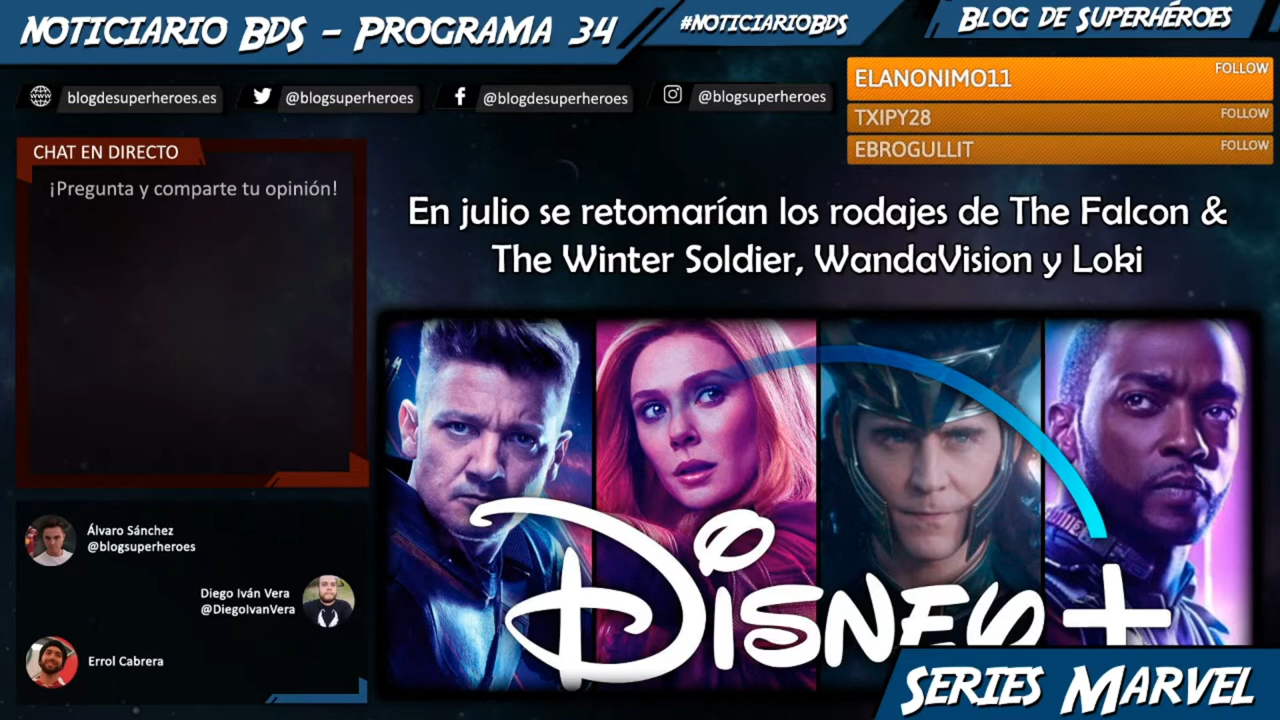 NOTICIARIO BDS - PROGRAMA 34
#NOTICIARIOBDS
BLOG DE SUPERHÉROES
blogdesuperheroes.es
@blogsuperheroes
@blogdesuperheroes
@blogsuperheroes
ELANONIMO11 FOLLOW
TXIPY28 FOLLOW
EBROGULLIT FOLLOW
CHAT EN DIRECTO
¡Pregunta y comparte tu opinión!
En julio se retomarían los rodajes de The Falcon &
The Winter Soldier, WandaVision y Loki
Álvaro Sánchez
@blogsuperheroes
Diego Iván Vera
@DiegoIvanVera
Errol Cabrera
DISNEY+
SERIES MARVEL